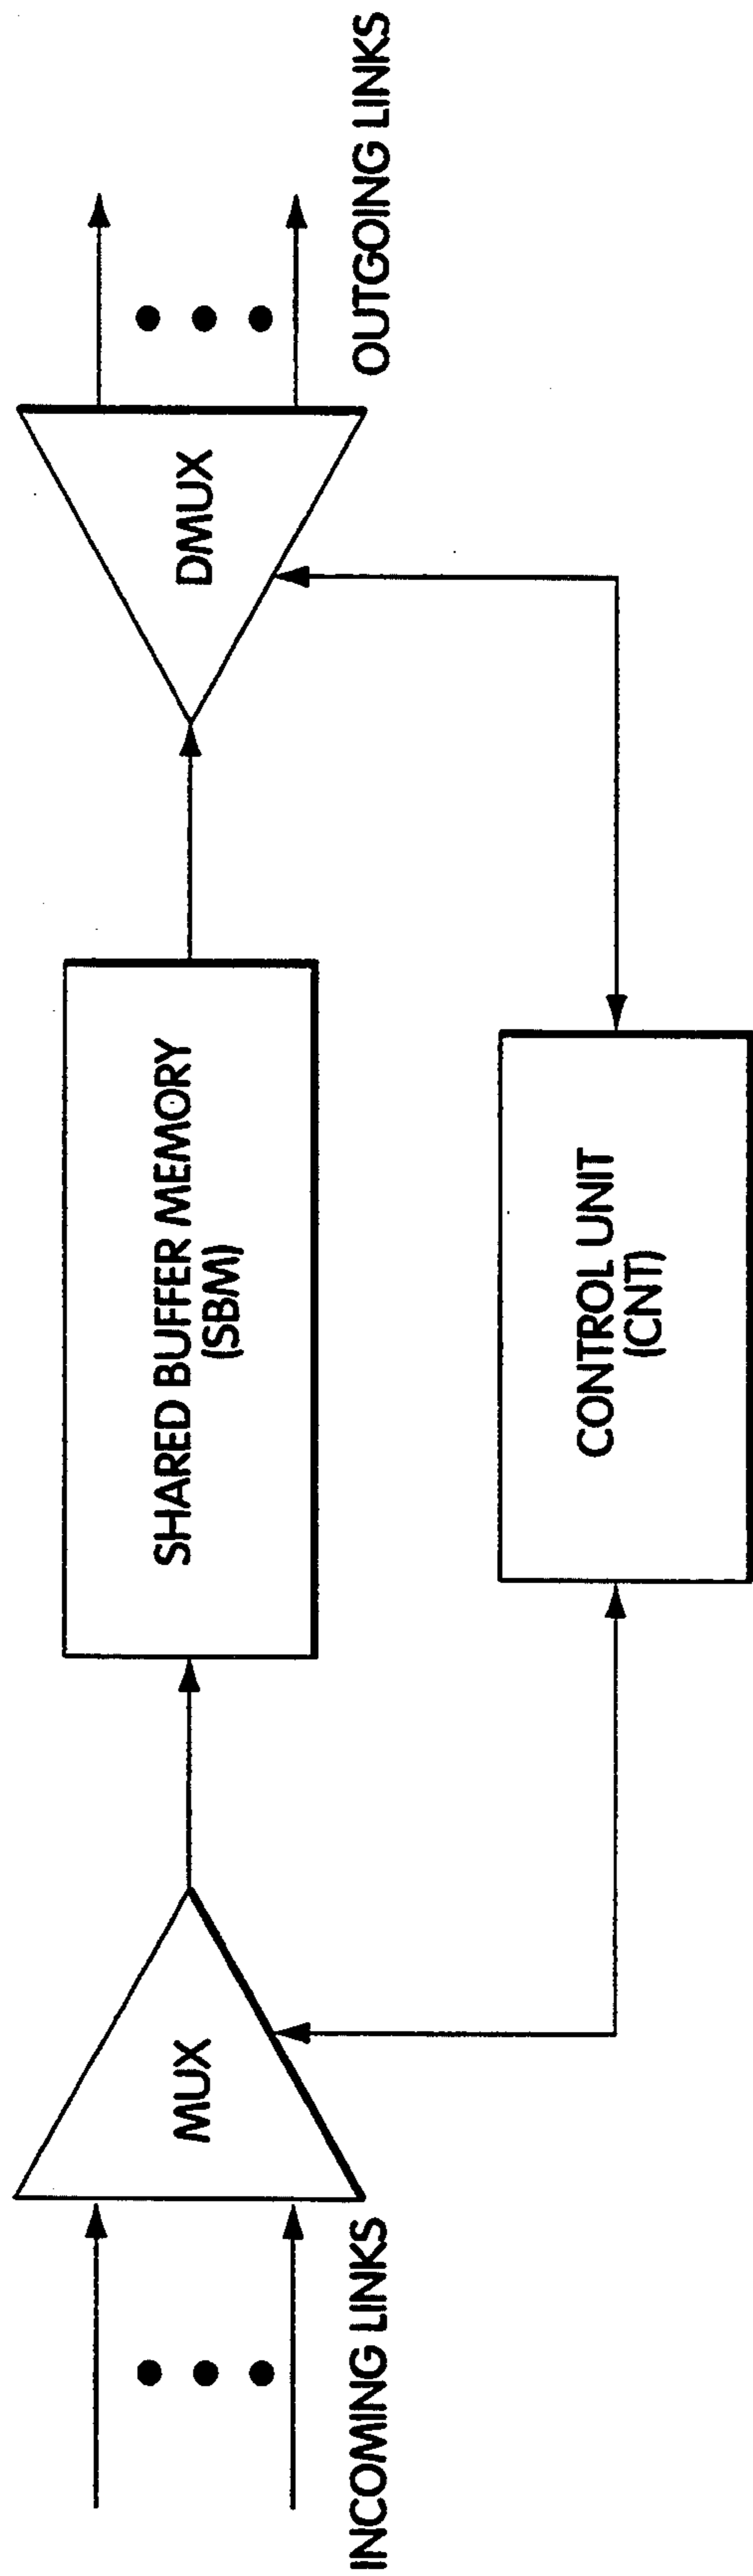 INCOMING LINKS
MUX
SHARED BUFFER MEMORY
(SBM)
CONTROL UNIT
(CNT)
DMUX
OUTGOING LINKS